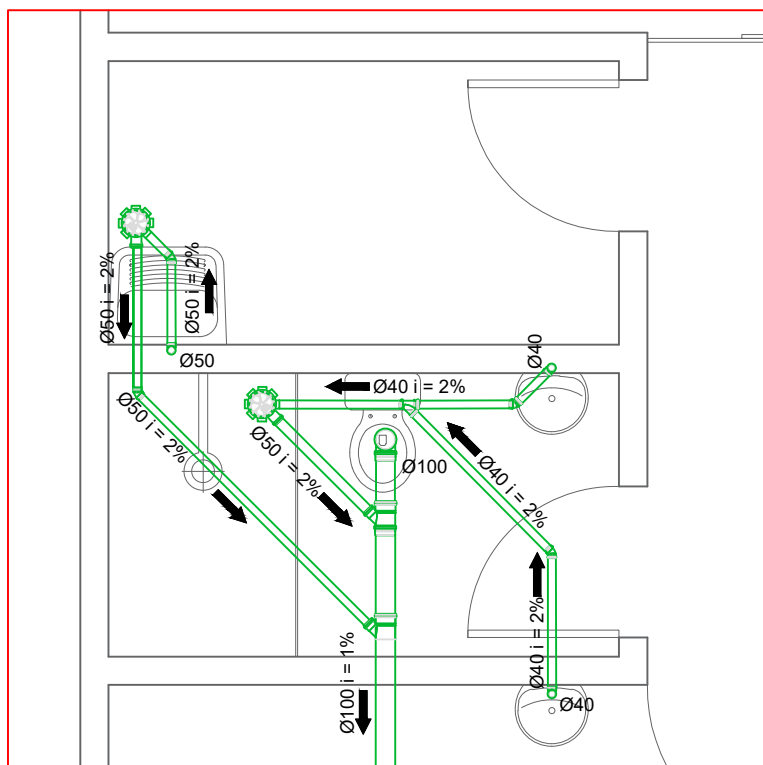 Ø50 i = 2%
Ø50 i = 2%
Ø50
Ø40
Ø40 i = 2%
Ø50 i = 2%
Ø50 i = 2%
Ø100
Ø40 i = 2%
Ø40 i = 2%
Ø100 i = 1%
Ø40